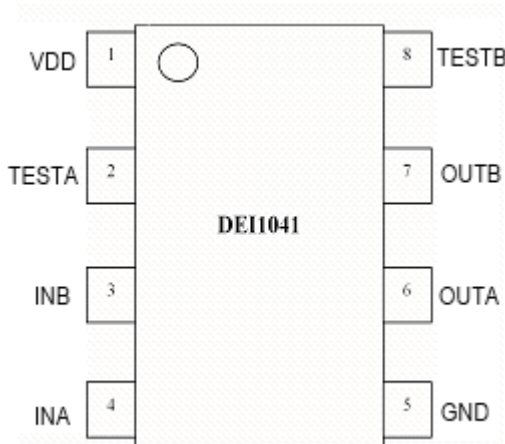 VDD 1 8 TESTB
TESTA 2 7 OUTB
DEI1041
INB 3 6 OUTA
INA 4 5 GND